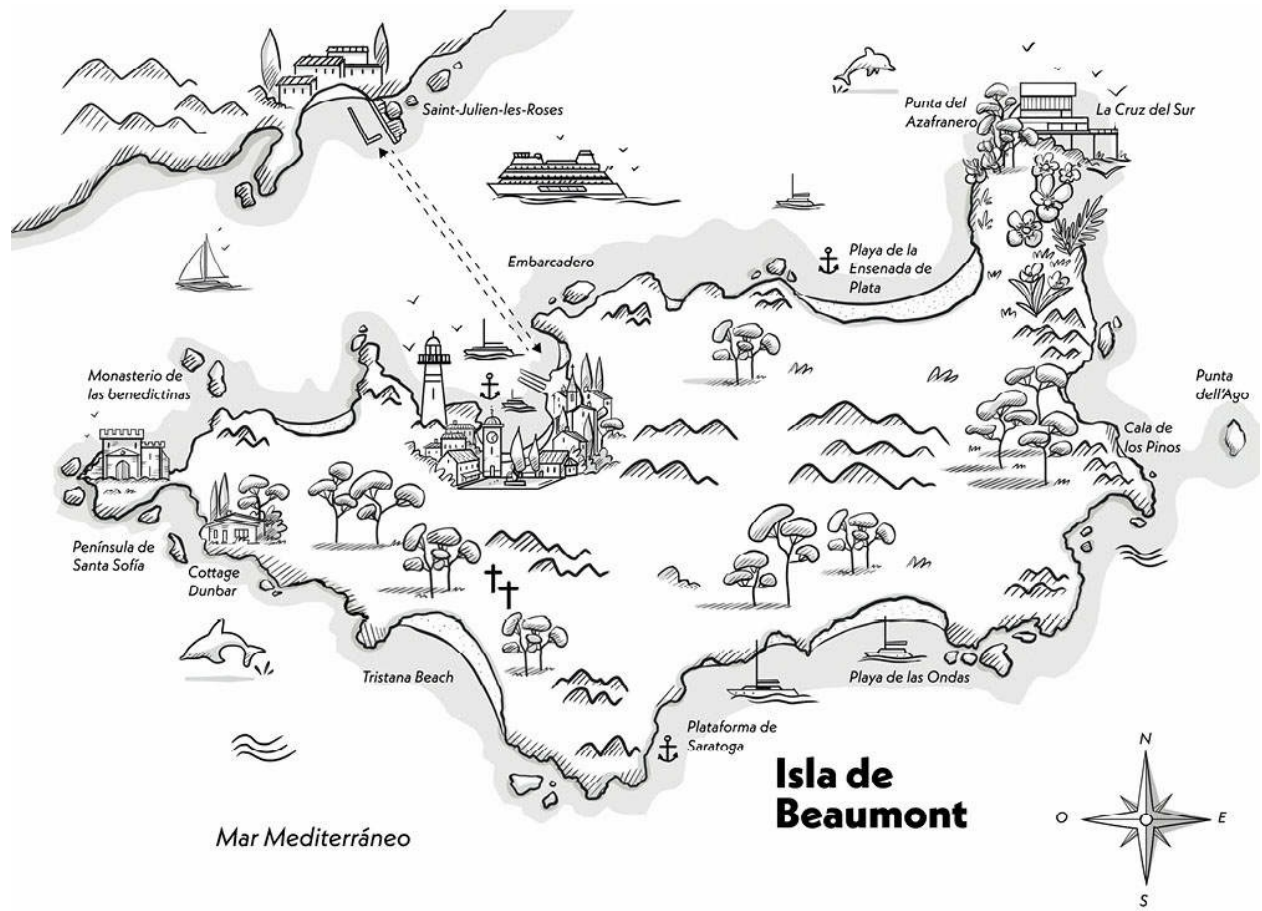 Saint-Julien-les-Roses
Punta del
Azafranero
La Cruz del Sur
Embarcadero
Playa de la
Ensenada de
Plata
Monasterio de
las benedictinas
Punta
dell'Ago
Cala de
los Pinos
Península de
Santa Sofía
Cottage
Dunbar
Tristana Beach
Playa de las Ondas
Plataforma de
Saratoga
Isla de
Beaumont
Mar Mediterráneo
N
O
E
S